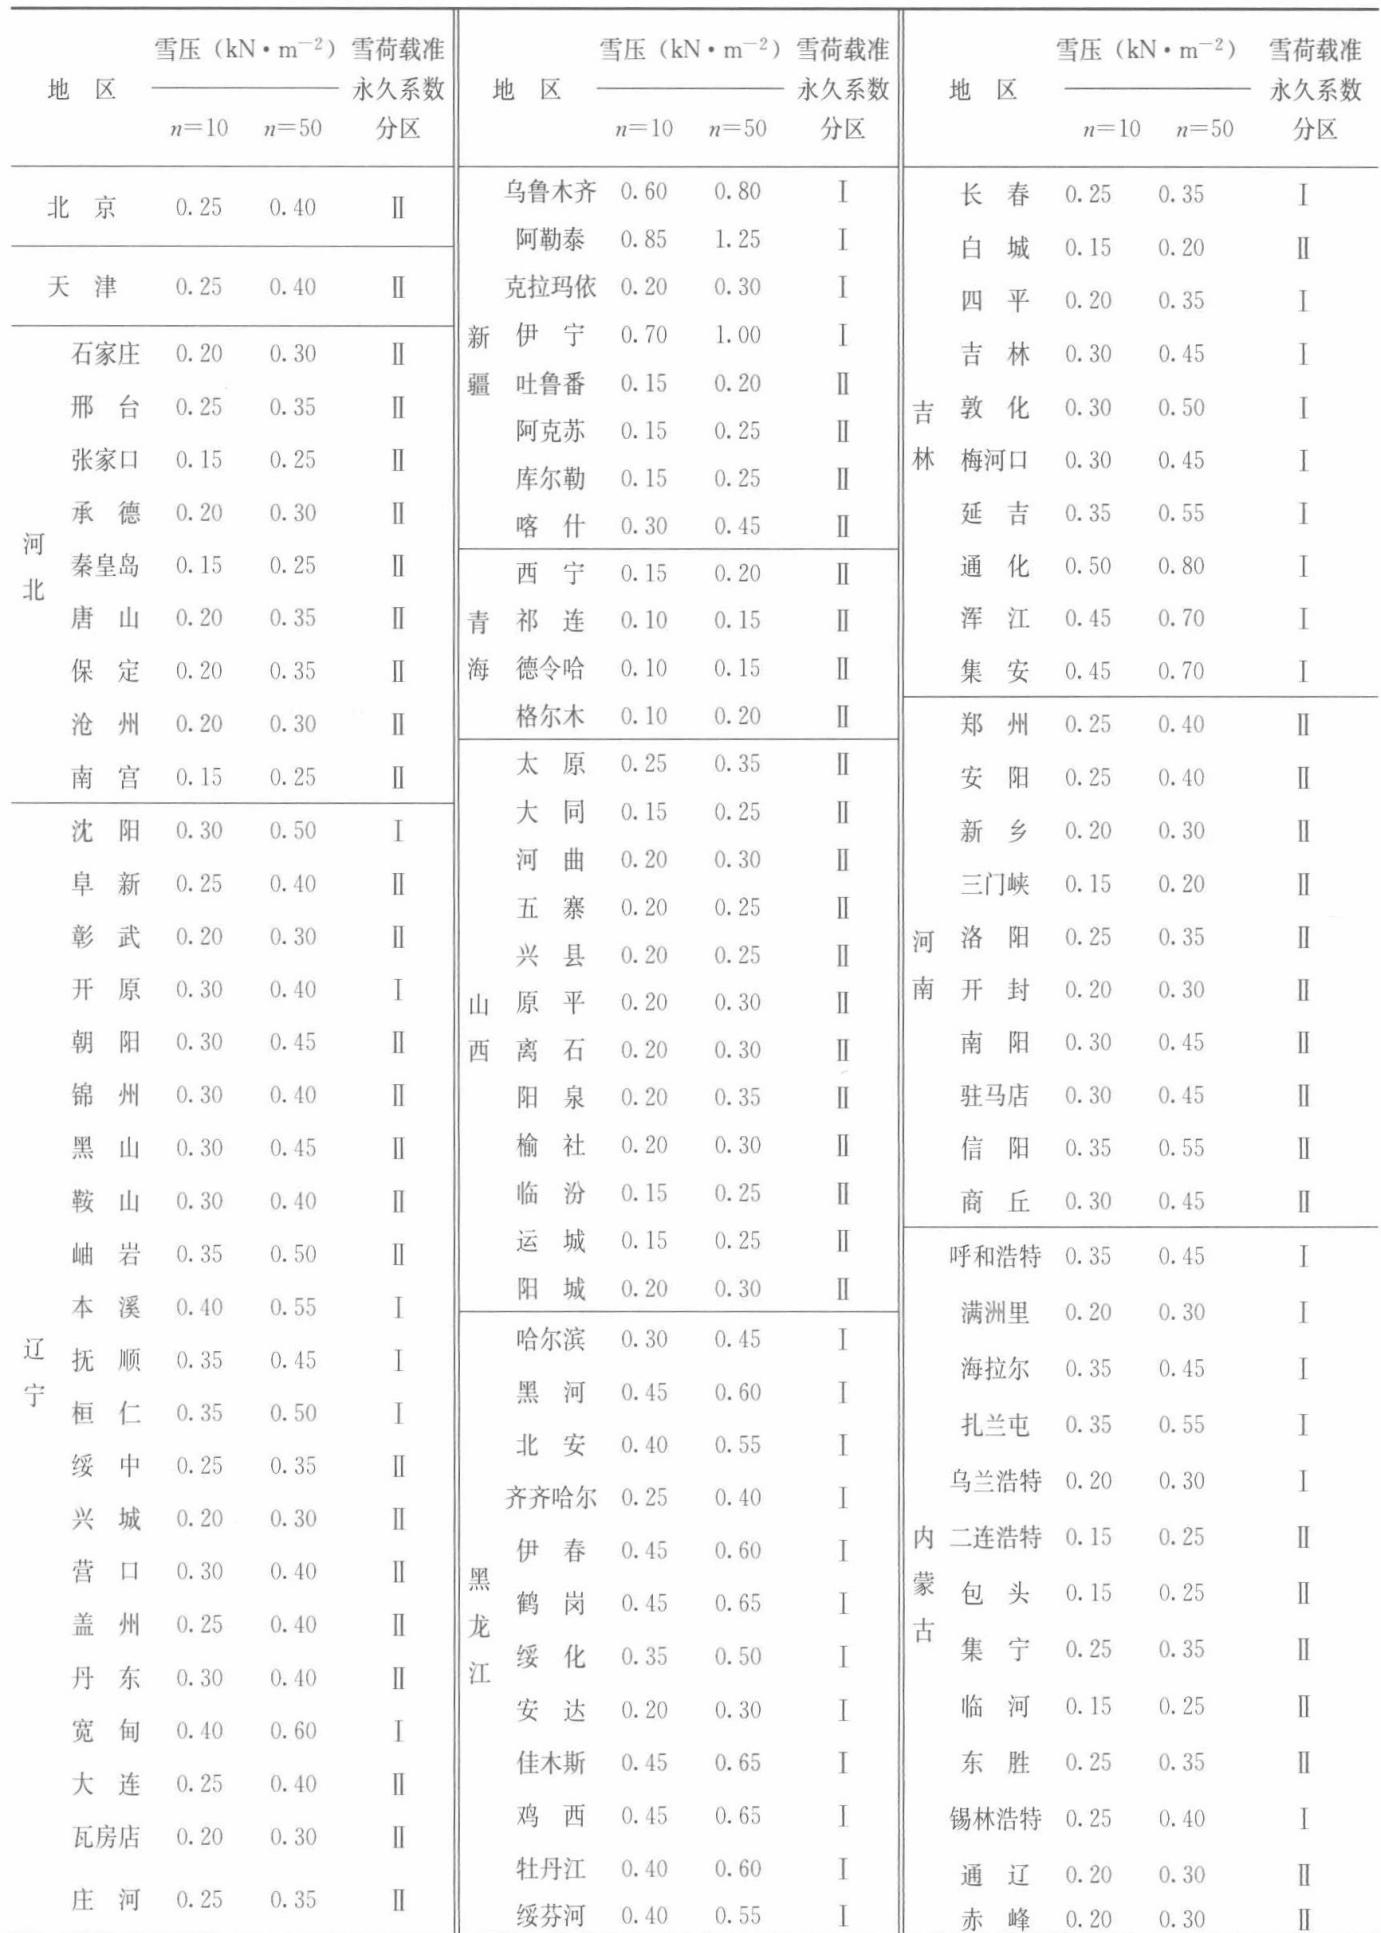 地 区 雪压（kN·m⁻²） 雪荷载准永久系数分区
n=10 n=50
北 京 0.25 0.40 Ⅱ
天 津 0.25 0.40 Ⅱ
河北
石家庄 0.20 0.30 Ⅱ
邢 台 0.25 0.35 Ⅱ
张家口 0.15 0.25 Ⅱ
承 德 0.20 0.30 Ⅱ
秦皇岛 0.15 0.25 Ⅱ
唐 山 0.20 0.35 Ⅱ
保 定 0.20 0.35 Ⅱ
沧 州 0.20 0.30 Ⅱ
南 宫 0.15 0.25 Ⅱ
辽宁
沈 阳 0.30 0.50 Ⅰ
阜 新 0.25 0.40 Ⅱ
彰 武 0.20 0.30 Ⅱ
开 原 0.30 0.40 Ⅰ
朝 阳 0.30 0.45 Ⅱ
锦 州 0.30 0.40 Ⅱ
黑 山 0.30 0.45 Ⅱ
鞍 山 0.30 0.40 Ⅱ
岫 岩 0.35 0.50 Ⅱ
本 溪 0.40 0.55 Ⅰ
抚 顺 0.35 0.45 Ⅰ
桓 仁 0.35 0.50 Ⅰ
绥 中 0.25 0.35 Ⅱ
兴 城 0.20 0.30 Ⅱ
营 口 0.30 0.40 Ⅱ
盖 州 0.25 0.40 Ⅱ
丹 东 0.30 0.40 Ⅱ
宽 甸 0.40 0.60 Ⅰ
大 连 0.25 0.40 Ⅱ
瓦房店 0.20 0.30 Ⅱ
庄 河 0.25 0.35 Ⅱ
地 区 雪压（kN·m⁻²） 雪荷载准永久系数分区
n=10 n=50
新疆
乌鲁木齐 0.60 0.80 Ⅰ
阿勒泰 0.85 1.25 Ⅰ
克拉玛依 0.20 0.30 Ⅰ
伊 宁 0.70 1.00 Ⅰ
吐鲁番 0.15 0.20 Ⅱ
阿克苏 0.15 0.25 Ⅱ
库尔勒 0.15 0.25 Ⅱ
喀 什 0.30 0.45 Ⅱ
青海
西 宁 0.15 0.20 Ⅱ
祁 连 0.10 0.15 Ⅱ
德令哈 0.10 0.15 Ⅱ
格尔木 0.10 0.20 Ⅱ
山西
太 原 0.25 0.35 Ⅱ
大 同 0.15 0.25 Ⅱ
河 曲 0.20 0.30 Ⅱ
五 寨 0.20 0.25 Ⅱ
兴 县 0.20 0.25 Ⅱ
原 平 0.20 0.30 Ⅱ
离 石 0.20 0.30 Ⅱ
阳 泉 0.20 0.35 Ⅱ
榆 社 0.20 0.30 Ⅱ
临 汾 0.15 0.25 Ⅱ
运 城 0.15 0.25 Ⅱ
阳 城 0.20 0.30 Ⅱ
黑龙江
哈尔滨 0.30 0.45 Ⅰ
黑 河 0.45 0.60 Ⅰ
北 安 0.40 0.55 Ⅰ
齐齐哈尔 0.25 0.40 Ⅰ
伊 春 0.45 0.60 Ⅰ
鹤 岗 0.45 0.65 Ⅰ
绥 化 0.35 0.50 Ⅰ
安 达 0.20 0.30 Ⅰ
佳木斯 0.45 0.65 Ⅰ
鸡 西 0.45 0.65 Ⅰ
牡丹江 0.40 0.60 Ⅰ
绥芬河 0.40 0.55 Ⅰ
地 区 雪压（kN·m⁻²） 雪荷载准永久系数分区
n=10 n=50
吉林
长 春 0.25 0.35 Ⅰ
白 城 0.15 0.20 Ⅱ
四 平 0.20 0.35 Ⅰ
吉 林 0.30 0.45 Ⅰ
敦 化 0.30 0.50 Ⅰ
梅河口 0.30 0.45 Ⅰ
延 吉 0.35 0.55 Ⅰ
通 化 0.50 0.80 Ⅰ
浑 江 0.45 0.70 Ⅰ
集 安 0.45 0.70 Ⅰ
河南
郑 州 0.25 0.40 Ⅱ
安 阳 0.25 0.40 Ⅱ
新 乡 0.20 0.30 Ⅱ
三门峡 0.15 0.20 Ⅱ
洛 阳 0.25 0.35 Ⅱ
开 封 0.20 0.30 Ⅱ
南 阳 0.30 0.45 Ⅱ
驻马店 0.30 0.45 Ⅱ
信 阳 0.35 0.55 Ⅱ
商 丘 0.30 0.45 Ⅱ
内蒙古
呼和浩特 0.35 0.45 Ⅰ
满洲里 0.20 0.30 Ⅰ
海拉尔 0.35 0.45 Ⅰ
扎兰屯 0.35 0.55 Ⅰ
乌兰浩特 0.20 0.30 Ⅰ
二连浩特 0.15 0.25 Ⅱ
包 头 0.15 0.25 Ⅱ
集 宁 0.25 0.35 Ⅱ
临 河 0.15 0.25 Ⅱ
东 胜 0.25 0.35 Ⅱ
锡林浩特 0.25 0.40 Ⅰ
通 辽 0.20 0.30 Ⅱ
赤 峰 0.20 0.30 Ⅱ